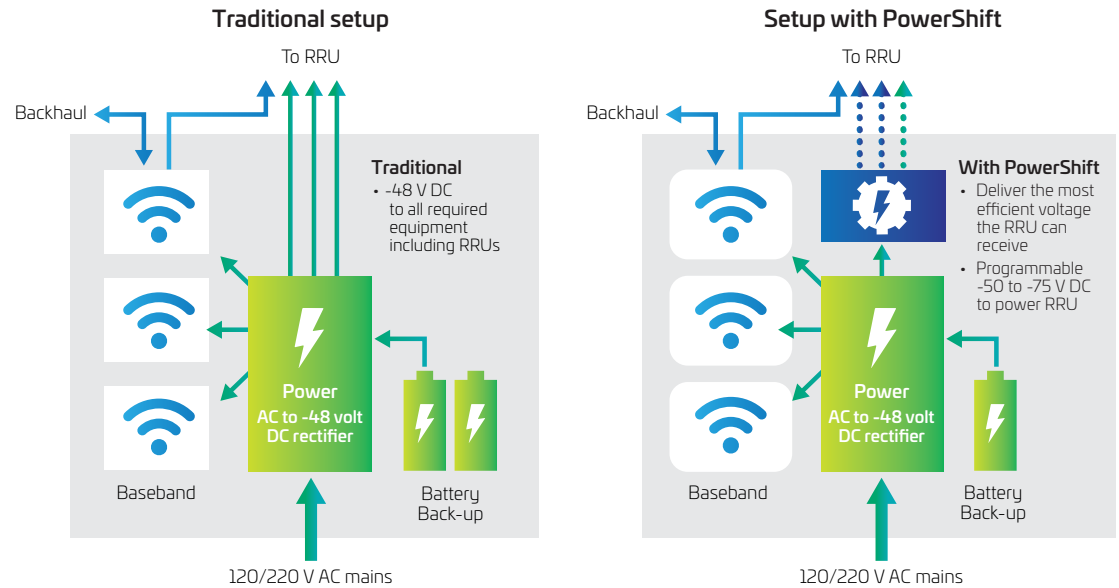 Traditional setup
To RRU
Backhaul
Traditional
• -48 V DC
to all required
equipment
including RRUs
Power
AC to -48 volt
DC rectifier
Baseband
Battery
Back-up
120/220 V AC mains
Setup with PowerShift
To RRU
Backhaul
With PowerShift
• Deliver the most
efficient voltage
the RRU can
receive
• Programmable
-50 to -75 V DC
to power RRU
Power
AC to -48 volt
DC rectifier
Baseband
Battery
Back-up
120/220 V AC mains